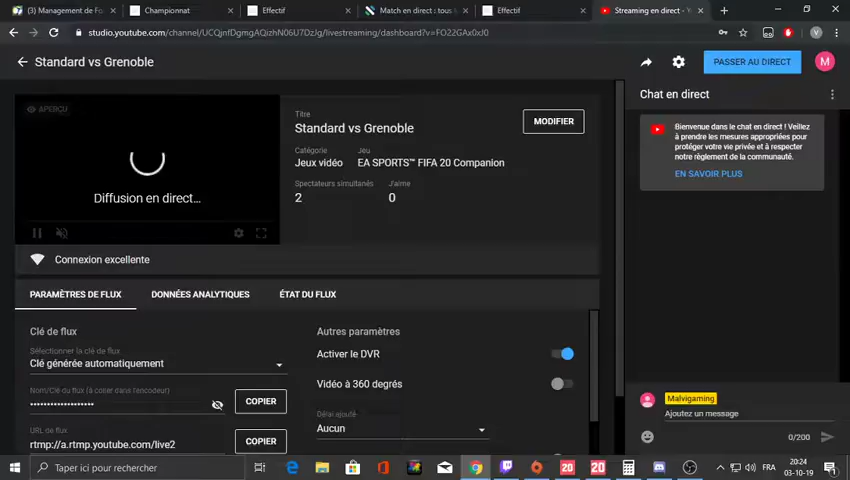 (3) Management de Fo
Championnat
Effectif
Match en direct : tous l
Effectif
Streaming en direct - Yo
studio.youtube.com/channel/UCQjnfDgmgAQizH7DzJg/livestreaming/dashboard?v=FO22GAx0xJ0
Standard vs Grenoble
PASSER AU DIRECT
M
APERÇU
Diffusion en direct...
Titre
Standard vs Grenoble
MODIFIER
Catégorie
Jeu
Jeux vidéo
EA SPORTS™ FIFA 20 Companion
Spectateurs simultanés
J'aime
2
0
Connexion excellente
PARAMÈTRES DE FLUX
DONNÉES ANALYTIQUES
ÉTAT DU FLUX
Clé de flux
Sélectionner la clé de flux
Clé générée automatiquement
Nom/Clé du flux (à copier dans l'encodeur)
••••••••••••••••••
COPIER
URL de flux
rtmp://a.rtmp.youtube.com/live2
COPIER
Autres paramètres
Activer le DVR
Vidéo à 360 degrés
Délai ajouté
Aucun
Chat en direct
Bienvenue dans le chat en direct ! Veillez
à prendre les mesures appropriées pour
protéger votre vie privée et à respecter
notre règlement de la communauté.
EN SAVOIR PLUS
Malvigaming
Ajoutez un message
0/200
Taper ici pour rechercher
20
20
FRA
20:24
03-10-19